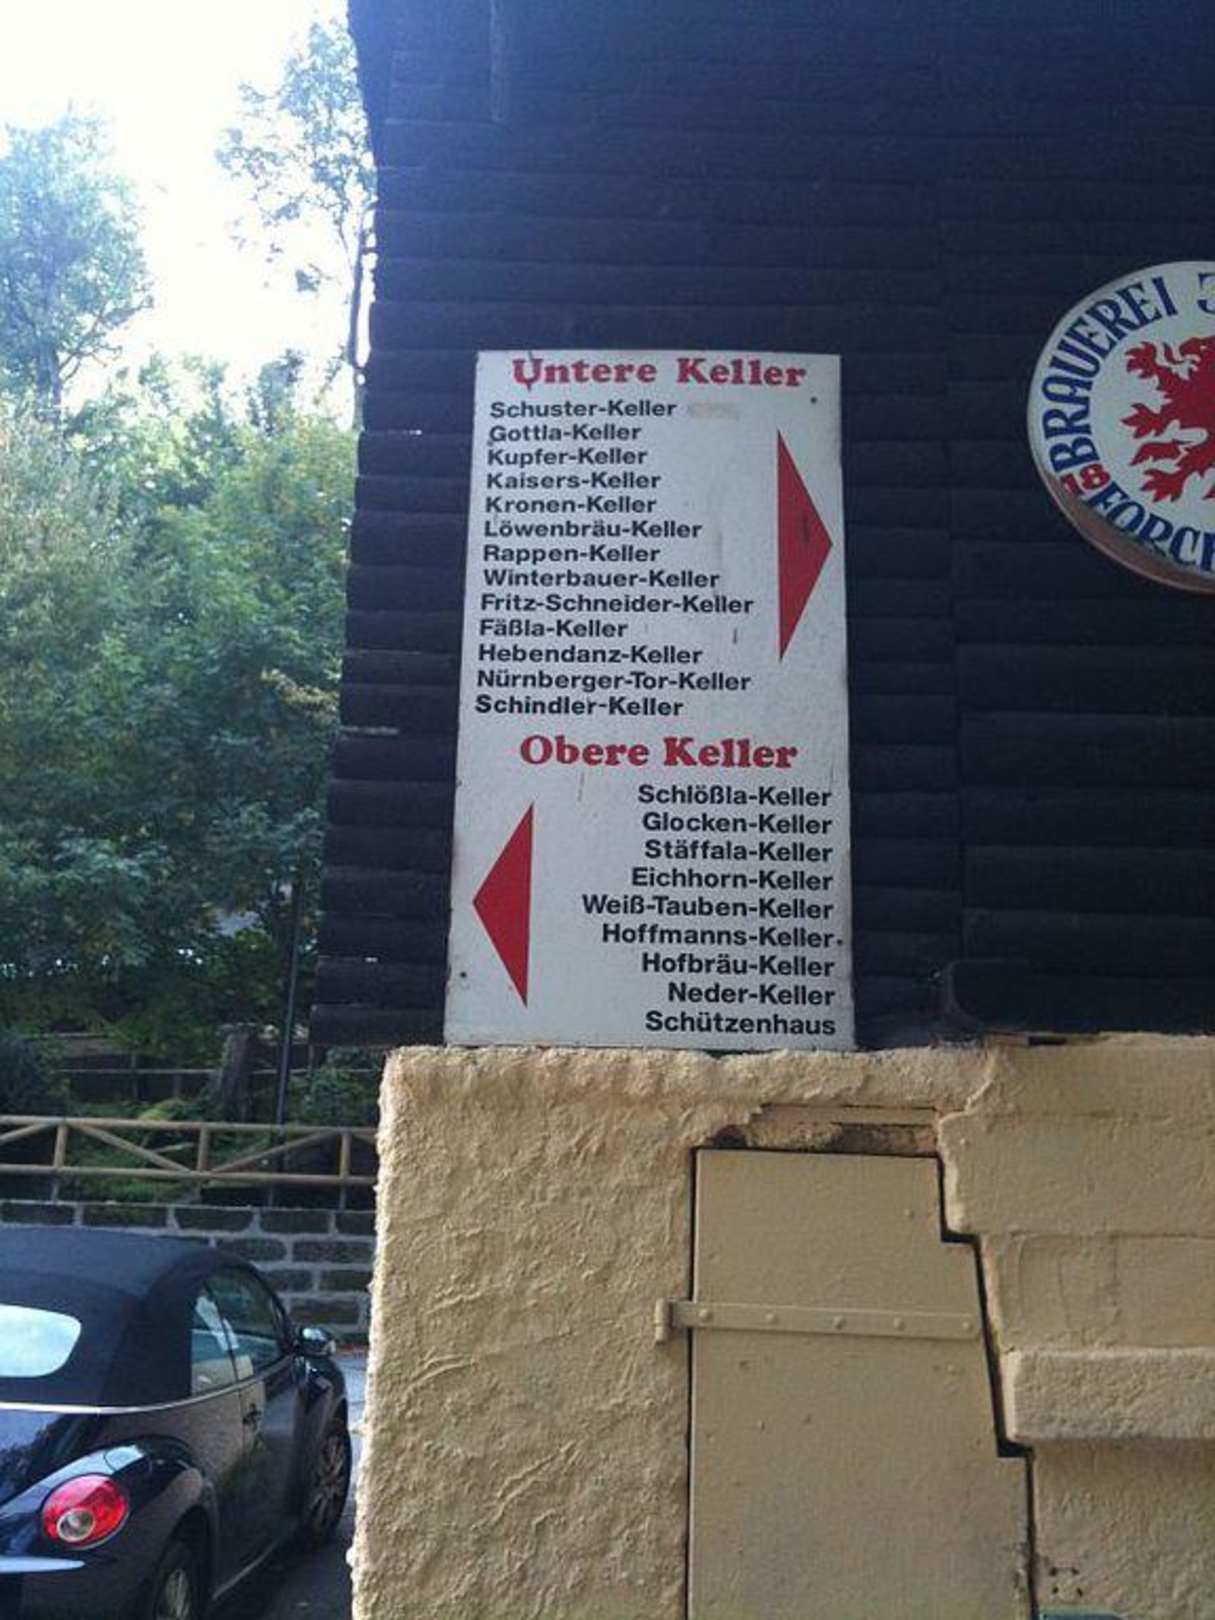 Untere Keller
Schuster-Keller
Gottla-Keller
Kupfer-Keller
Kaisers-Keller
Kronen-Keller
Löwenbräu-Keller
Rappen-Keller
Winterbauer-Keller
Fritz-Schneider-Keller
Fäßla-Keller
Hebendanz-Keller
Nürnberger-Tor-Keller
Schindler-Keller
Obere Keller
Schlößla-Keller
Glocken-Keller
Stäffala-Keller
Eichhorn-Keller
Weiß-Tauben-Keller
Hoffmanns-Keller
Hofbräu-Keller
Neder-Keller
Schützenhaus
BRAUEREI
18
FORCH